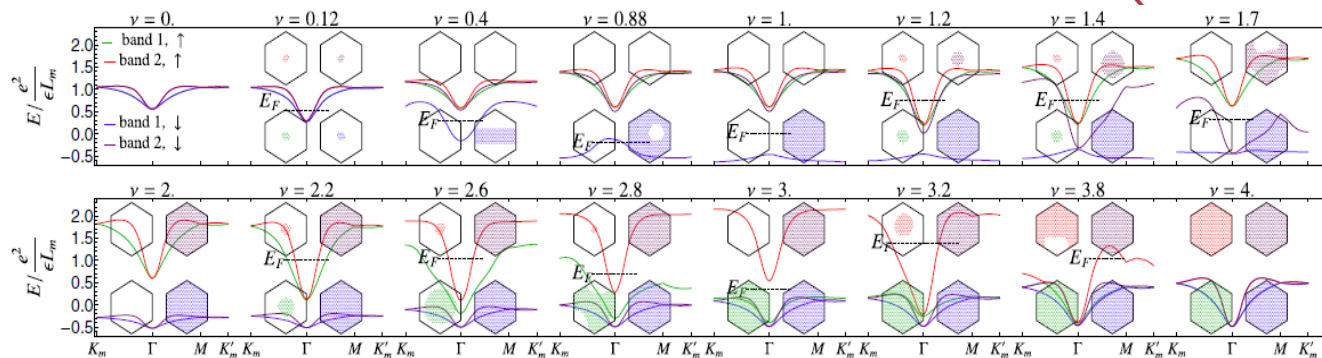 ν = 0. ν = 0.12 ν = 0.4 ν = 0.88 ν = 1. ν = 1.2 ν = 1.4 ν = 1.7
E / e² / ϵL_m
2.0
1.5
1.0
0.5
0.0
−0.5
band 1, ↑
band 2, ↑
band 1, ↓
band 2, ↓
E_F E_F E_F E_F E_F E_F E_F
ν = 2. ν = 2.2 ν = 2.6 ν = 2.8 ν = 3. ν = 3.2 ν = 3.8 ν = 4.
E / e² / ϵL_m
2.0
1.5
1.0
0.5
0.0
−0.5
E_F E_F E_F E_F E_F E_F
K_m Γ M K'_m K_m Γ M K'_m K_m Γ M K'_m K_m Γ M K'_m K_m Γ M K'_m K_m Γ M K'_m K_m Γ M K'_m K_m Γ M K'_m